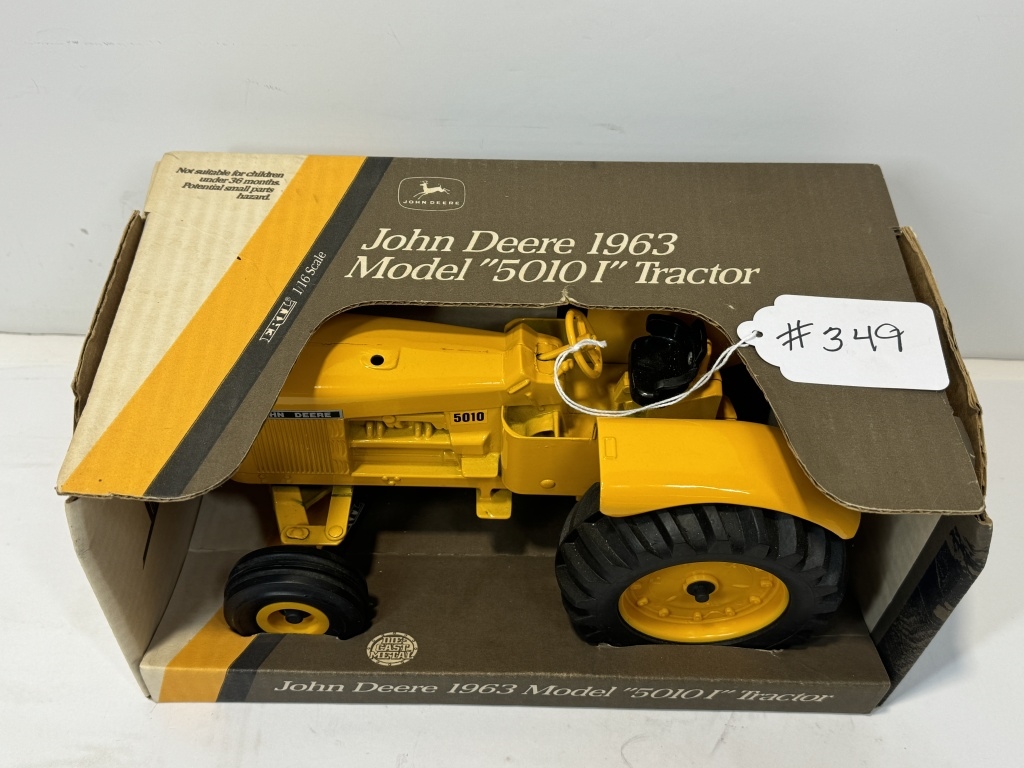 Not suitable for children
under 36 months.
Potential small parts
hazard.
JOHN DEERE
John Deere 1963
Model "5010 I" Tractor
ERTL® 1/16 Scale
#349
HN DEERE
5010
DIE
CAST
METAL
John Deere 1963 Model "5010 I" Tractor